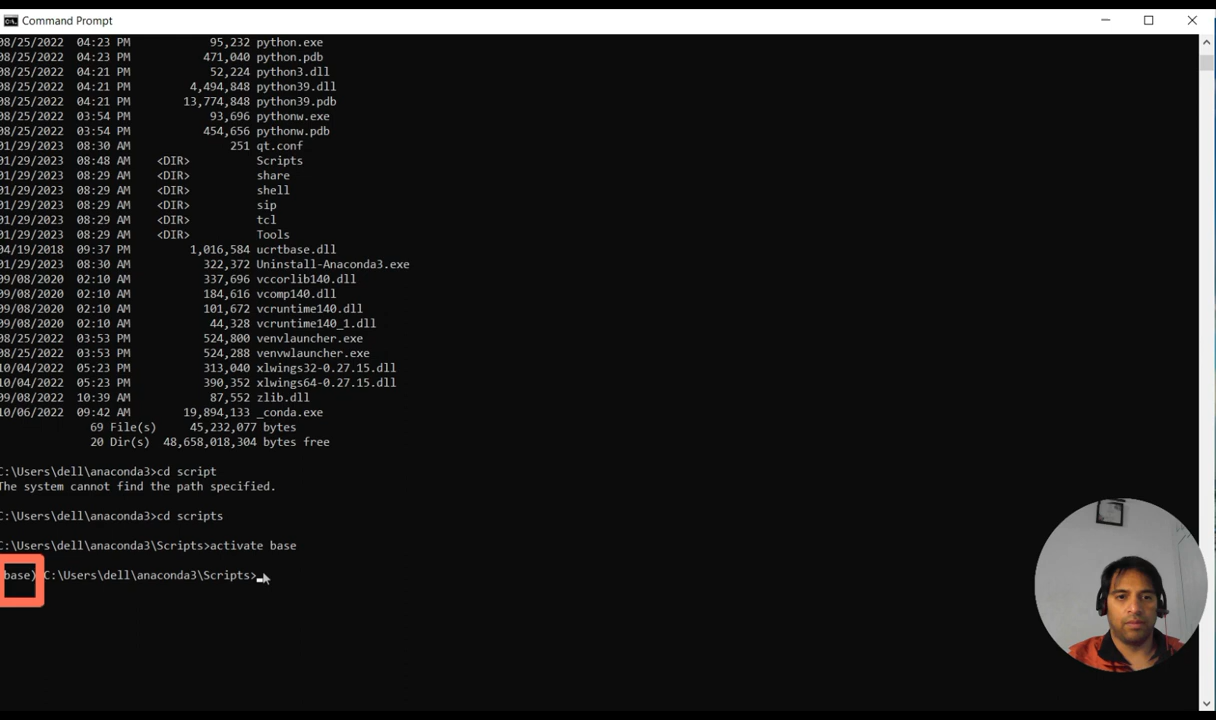 Command Prompt
08/25/2022  04:23 PM            95,232 python.exe
08/25/2022  04:23 PM           471,040 python.pdb
08/25/2022  04:21 PM            52,224 python3.dll
08/25/2022  04:21 PM         4,494,848 python39.dll
08/25/2022  04:21 PM        13,774,848 python39.pdb
08/25/2022  03:54 PM            93,696 pythonw.exe
08/25/2022  03:54 PM           454,656 pythonw.pdb
01/29/2023  08:30 AM               251 qt.conf
01/29/2023  08:48 AM    <DIR>          Scripts
01/29/2023  08:29 AM    <DIR>          share
01/29/2023  08:29 AM    <DIR>          shell
01/29/2023  08:29 AM    <DIR>          sip
01/29/2023  08:29 AM    <DIR>          tcl
01/29/2023  08:29 AM    <DIR>          Tools
04/19/2018  09:37 PM         1,016,584 ucrtbase.dll
01/29/2023  08:30 AM           322,372 Uninstall-Anaconda3.exe
09/08/2020  02:10 AM           337,696 vccorlib140.dll
09/08/2020  02:10 AM           184,616 vcomp140.dll
09/08/2020  02:10 AM           101,672 vcruntime140.dll
09/08/2020  02:10 AM            44,328 vcruntime140_1.dll
08/25/2022  03:53 PM           524,800 venvlauncher.exe
08/25/2022  03:53 PM           524,288 venvwlauncher.exe
10/04/2022  05:23 PM           313,040 xlwings32-0.27.15.dll
10/04/2022  05:23 PM           390,352 xlwings64-0.27.15.dll
09/08/2022  10:39 AM            87,552 zlib.dll
10/06/2022  09:42 AM        19,894,133 _conda.exe
69 File(s)     45,232,077 bytes
20 Dir(s)  48,658,018,304 bytes free
C:\Users\dell\anaconda3>cd script
The system cannot find the path specified.
C:\Users\dell\anaconda3>cd scripts
C:\Users\dell\anaconda3\Scripts>activate base
base) C:\Users\dell\anaconda3\Scripts>